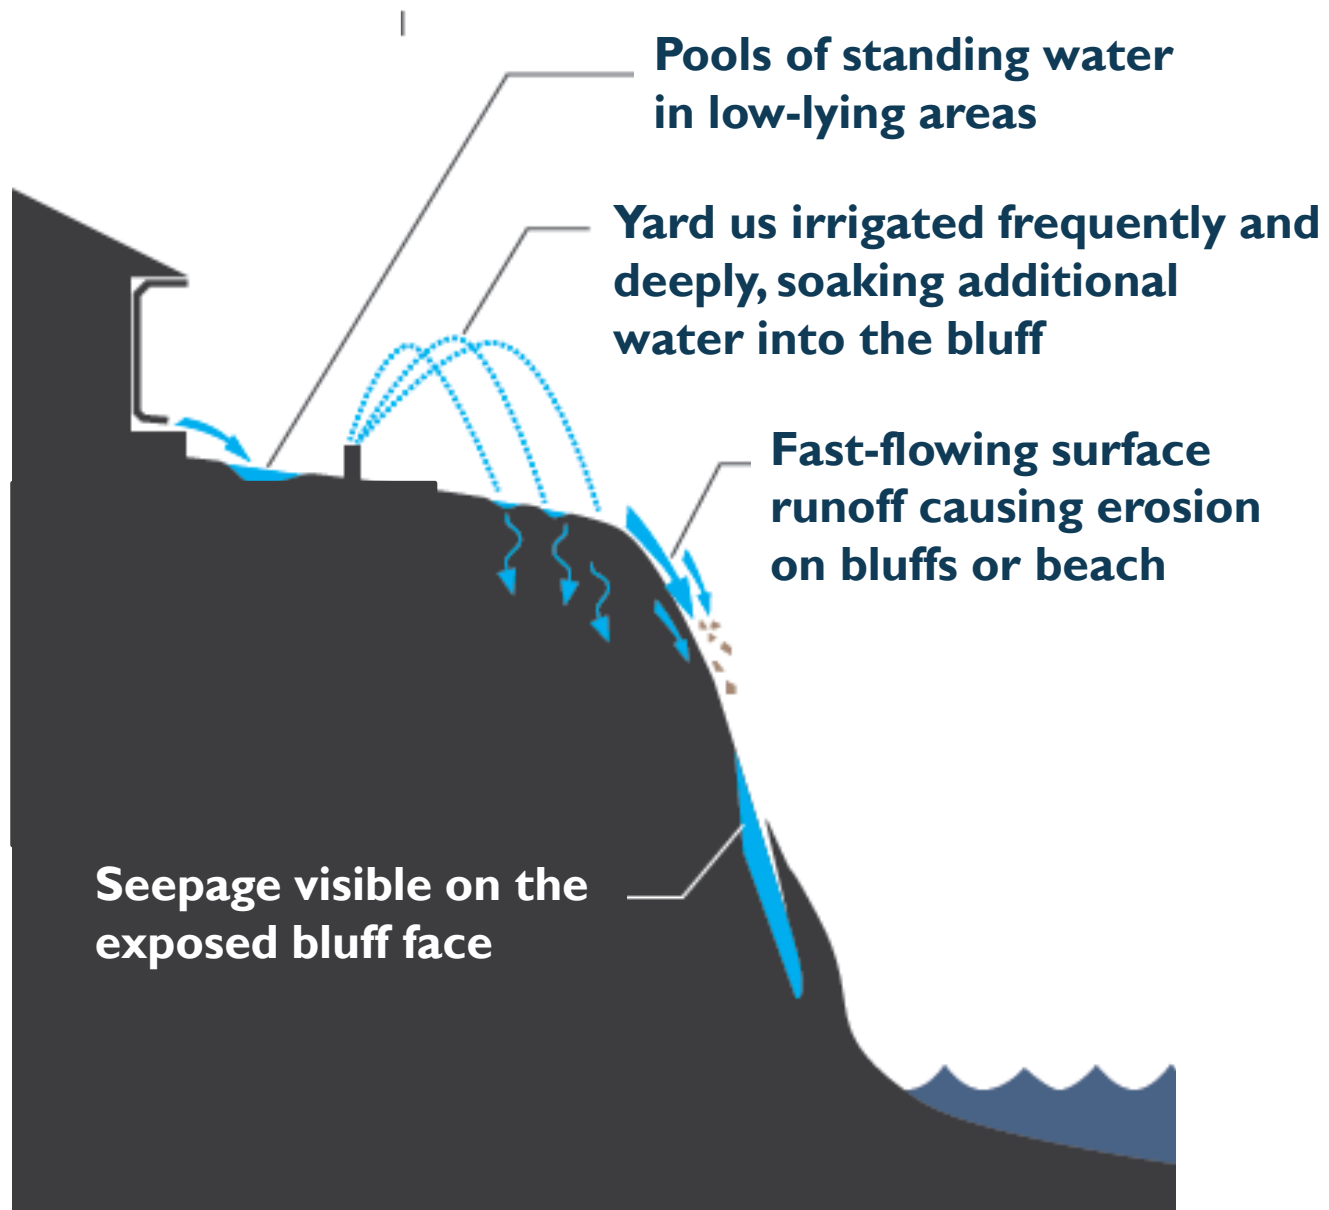 Pools of standing water
in low-lying areas
Yard us irrigated frequently and
deeply, soaking additional
water into the bluff
Fast-flowing surface
runoff causing erosion
on bluffs or beach
Seepage visible on the
exposed bluff face